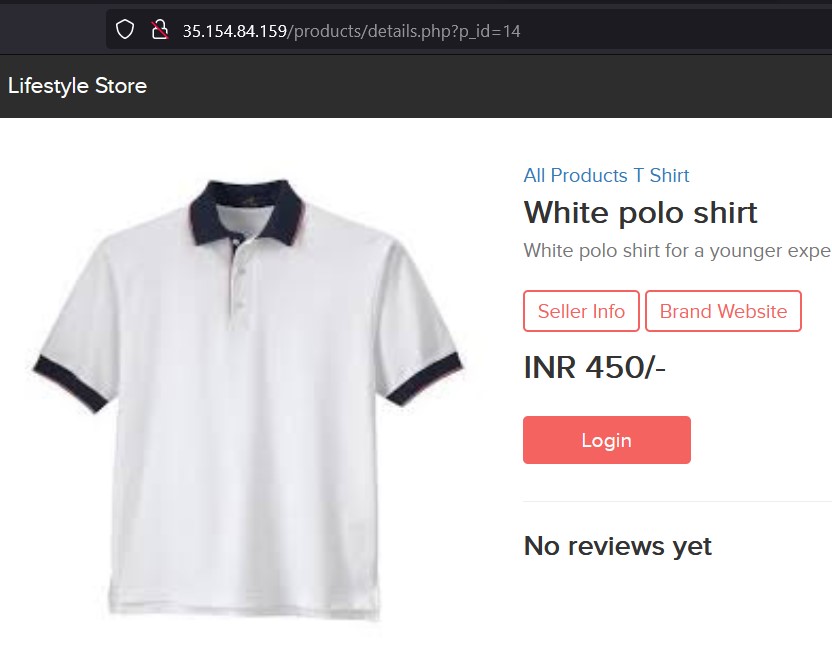 35.154.84.159/products/details.php?p_id=14
Lifestyle Store
All Products T Shirt
White polo shirt
White polo shirt for a younger expe
Seller Info Brand Website
INR 450/-
Login
No reviews yet